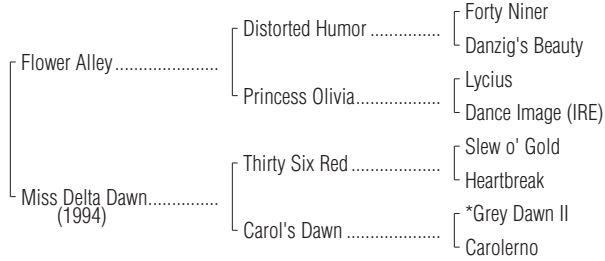 Forty Niner
Distorted Humor ...............
Danzig's Beauty
Flower Alley......................
Lycius
Princess Olivia..................
Dance Image (IRE)
Slew o' Gold
Thirty Six Red ..................
Heartbreak
Miss Delta Dawn...............
(1994)
*Grey Dawn II
Carol's Dawn ...................
Carolerno